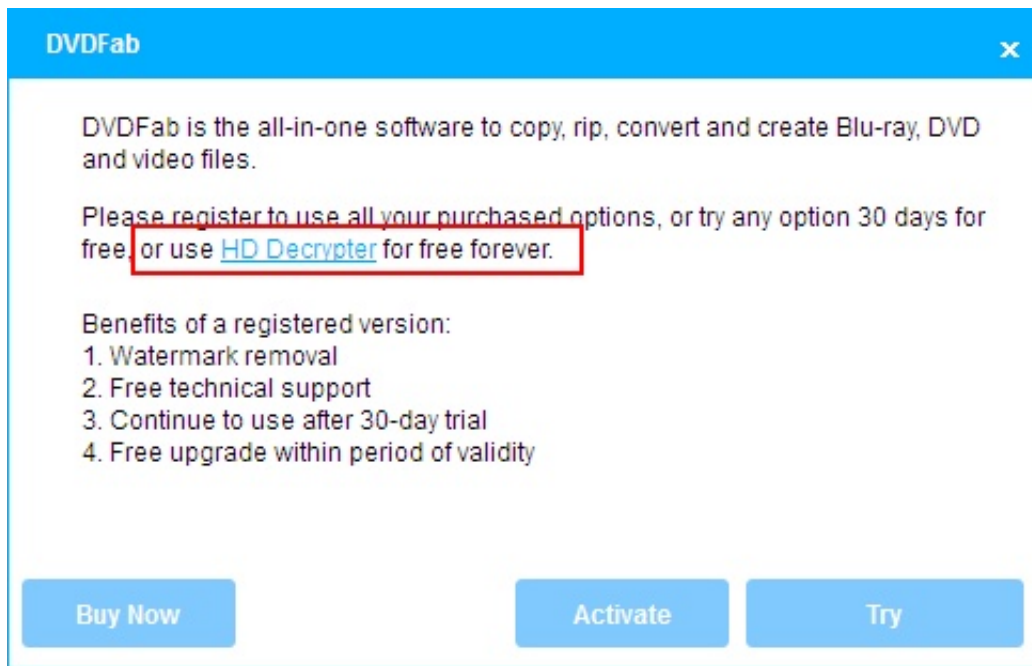 DVDFab
x
DVDFab is the all-in-one software to copy, rip, convert and create Blu-ray, DVD
and video files.
Please register to use all your purchased options, or try any option 30 days for
free, or use HD Decrypter for free forever.
Benefits of a registered version:
1. Watermark removal
2. Free technical support
3. Continue to use after 30-day trial
4. Free upgrade within period of validity
Buy Now
Activate
Try